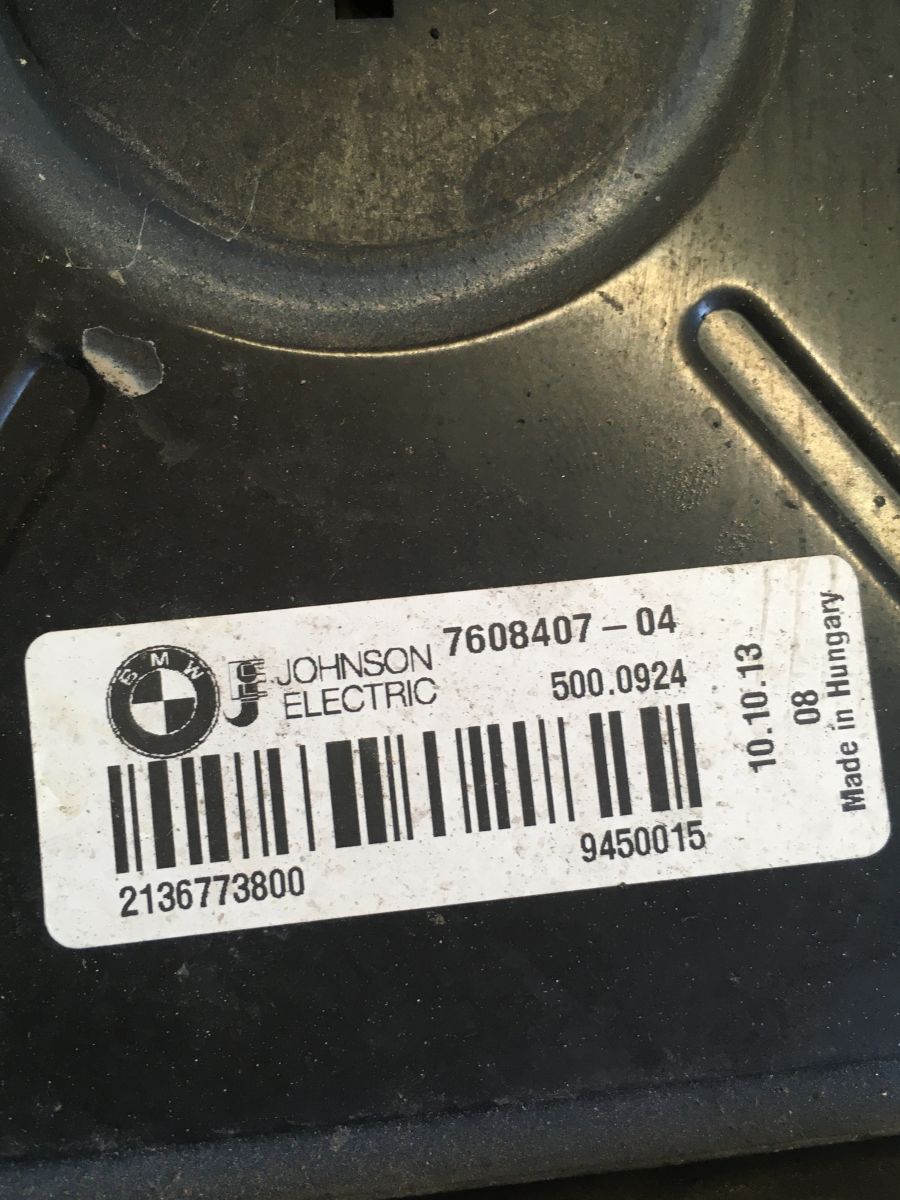 BMW
JOHNSON
ELECTRIC
7608407-04
500.0924
2136773800
9450015
10.10.13
08
Made in Hungary